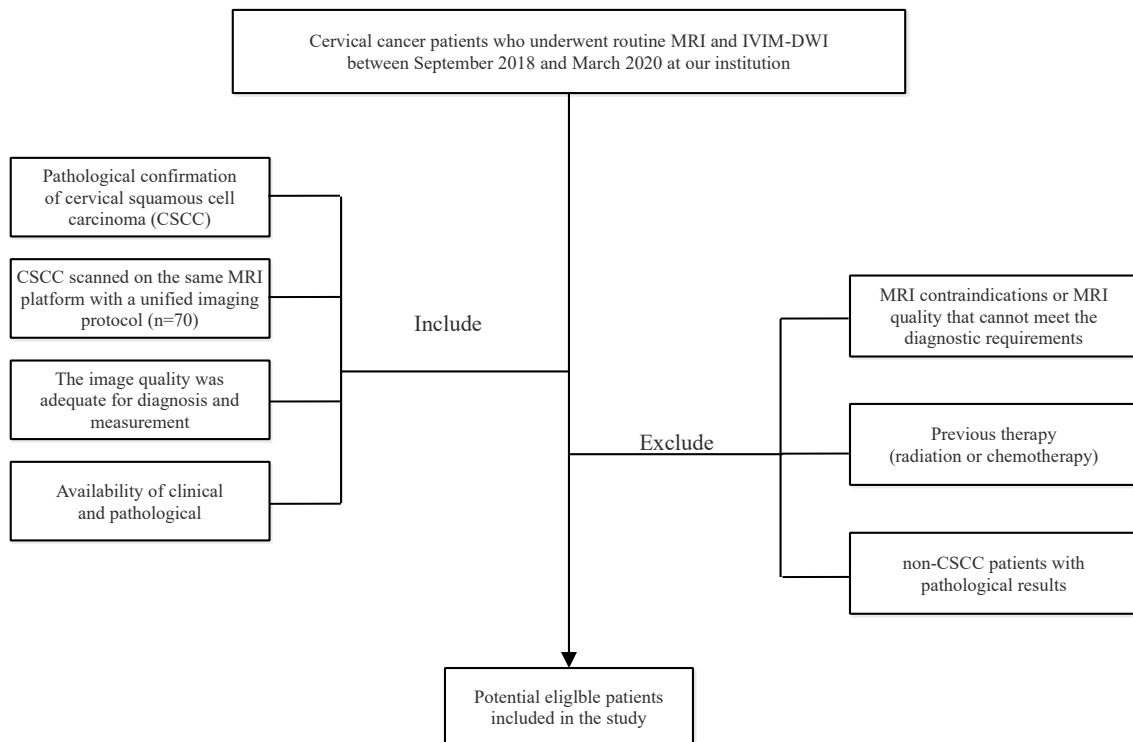 Cervical cancer patients who underwent routine MRI and IVIM-DWI
between September 2018 and March 2020 at our institution
Pathological confirmation
of cervical squamous cell
carcinoma (CSCC)
CSCC scanned on the same MRI
platform with a unified imaging
protocol (n=70)
The image quality was
adequate for diagnosis and
measurement
Availability of clinical
and pathological
Include
Exclude
MRI contraindications or MRI
quality that cannot meet the
diagnostic requirements
Previous therapy
(radiation or chemotherapy)
non-CSCC patients with
pathological results
Potential eliglble patients
included in the study